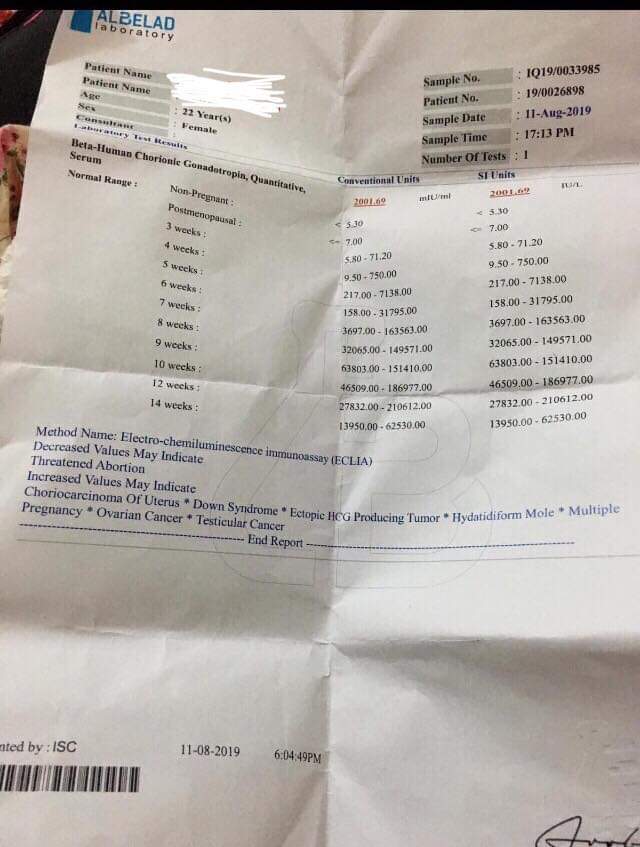 ALBELAD
laboratory
Patient Name
Patient Name
Age : 22 Year(s)
Sex : Female
Consultant
Laboratory Test Results
Sample No. : IQ19/0033985
Patient No. : 19/0026898
Sample Date : 11-Aug-2019
Sample Time : 17:13 PM
Number Of Tests : 1
Beta-Human Chorionic Gonadotropin, Quantitative, Serum
Conventional Units SI Units
2001.69 mIU/ml 2001.69 IU/L
Normal Range :
Non-Pregnant : < 5.30 < 5.30
Postmenopausal : <= 7.00 <= 7.00
3 weeks : 5.80 - 71.20 5.80 - 71.20
4 weeks : 9.50 - 750.00 9.50 - 750.00
5 weeks : 217.00 - 7138.00 217.00 - 7138.00
6 weeks : 158.00 - 31795.00 158.00 - 31795.00
7 weeks : 3697.00 - 163563.00 3697.00 - 163563.00
8 weeks : 32065.00 - 149571.00 32065.00 - 149571.00
9 weeks : 63803.00 - 151410.00 63803.00 - 151410.00
10 weeks : 46509.00 - 186977.00 46509.00 - 186977.00
12 weeks : 27832.00 - 210612.00 27832.00 - 210612.00
14 weeks : 13950.00 - 62530.00 13950.00 - 62530.00
Method Name: Electro-chemiluminescence immunoassay (ECLIA)
Decreased Values May Indicate
Threatened Abortion
Increased Values May Indicate
Choriocarcinoma Of Uterus * Down Syndrome * Ectopic HCG Producing Tumor * Hydatidiform Mole * Multiple
Pregnancy * Ovarian Cancer * Testicular Cancer
End Report
nted by : ISC 11-08-2019 6:04:49PM